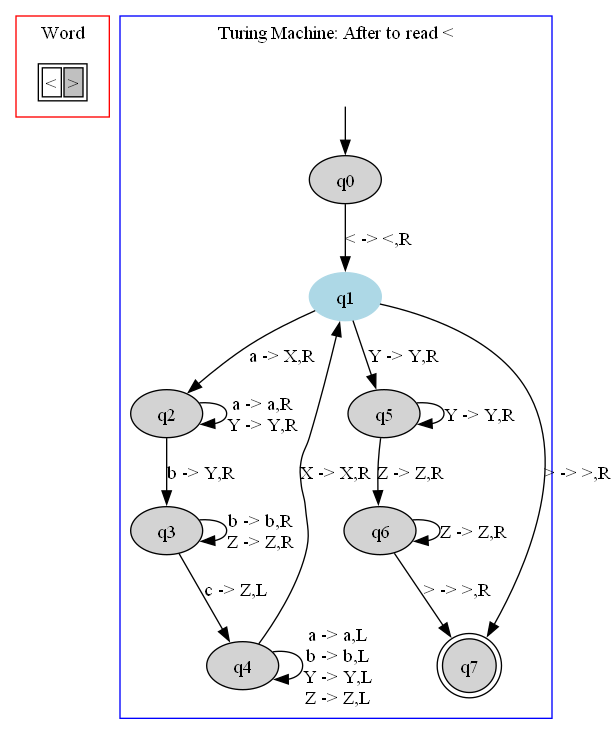 Word
< >
Turing Machine: After to read <
q0
< -> <,R
q1
a -> X,R
Y -> Y,R
q2
a -> a,R
Y -> Y,R
q5
Y -> Y,R
b -> Y,R
X -> X,R
Z -> Z,R
> -> >,R
q3
b -> b,R
Z -> Z,R
q6
Z -> Z,R
c -> Z,L
> -> >,R
q4
a -> a,L
b -> b,L
Y -> Y,L
Z -> Z,L
q7